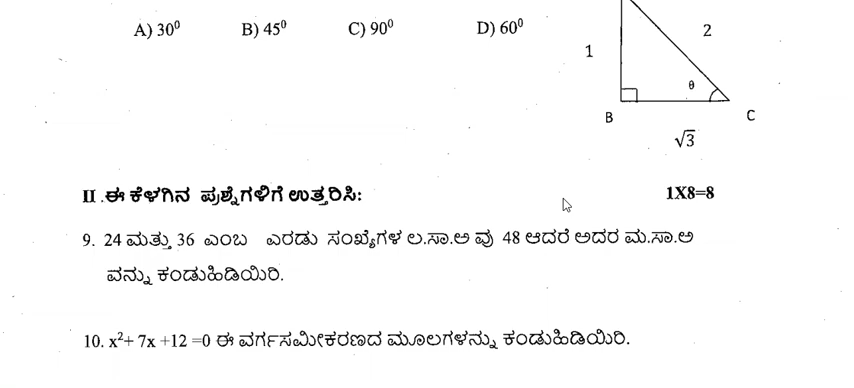 A) 30⁰ B) 45⁰ C) 90⁰ D) 60⁰
2
1
θ
B
C
√3
II .ಈ ಕೆಳಗಿನ ಪ್ರಶ್ನೆಗಳಿಗೆ ಉತ್ತರಿಸಿ: 1X8=8
9. 24 ಮತ್ತು 36 ಎಂಬ ಎರಡು ಸಂಖ್ಯೆಗಳ ಲ.ಸಾ.ಅ ವು 48 ಆದರೆ ಅದರ ಮ.ಸಾ.ಅ
ವನ್ನು ಕಂಡುಹಿಡಿಯಿರಿ.
10. x²+ 7x +12 =0 ಈ ವರ್ಗಸಮೀಕರಣದ ಮೂಲಗಳನ್ನು ಕಂಡುಹಿಡಿಯಿರಿ.